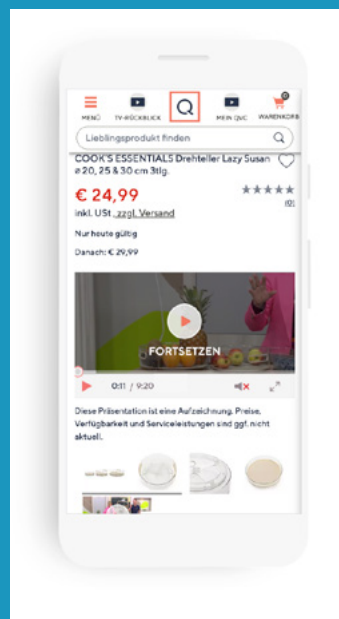 0
MENÜ TV-RÜCKBLICK Q MEIN QVC WARENKORB
Lieblingsprodukt finden
COOK'S ESSENTIALS Drehteller Lazy Susan
ø 20, 25 & 30 cm 3tlg.
€ 24,99
(0)
inkl. USt., zzgl. Versand
Nur heute gültig
Danach: € 29,99
FORTSETZEN
0:11 / 9:20
Diese Präsentation ist eine Aufzeichnung. Preise,
Verfügbarkeit und Serviceleistungen sind ggf. nicht
aktuell.